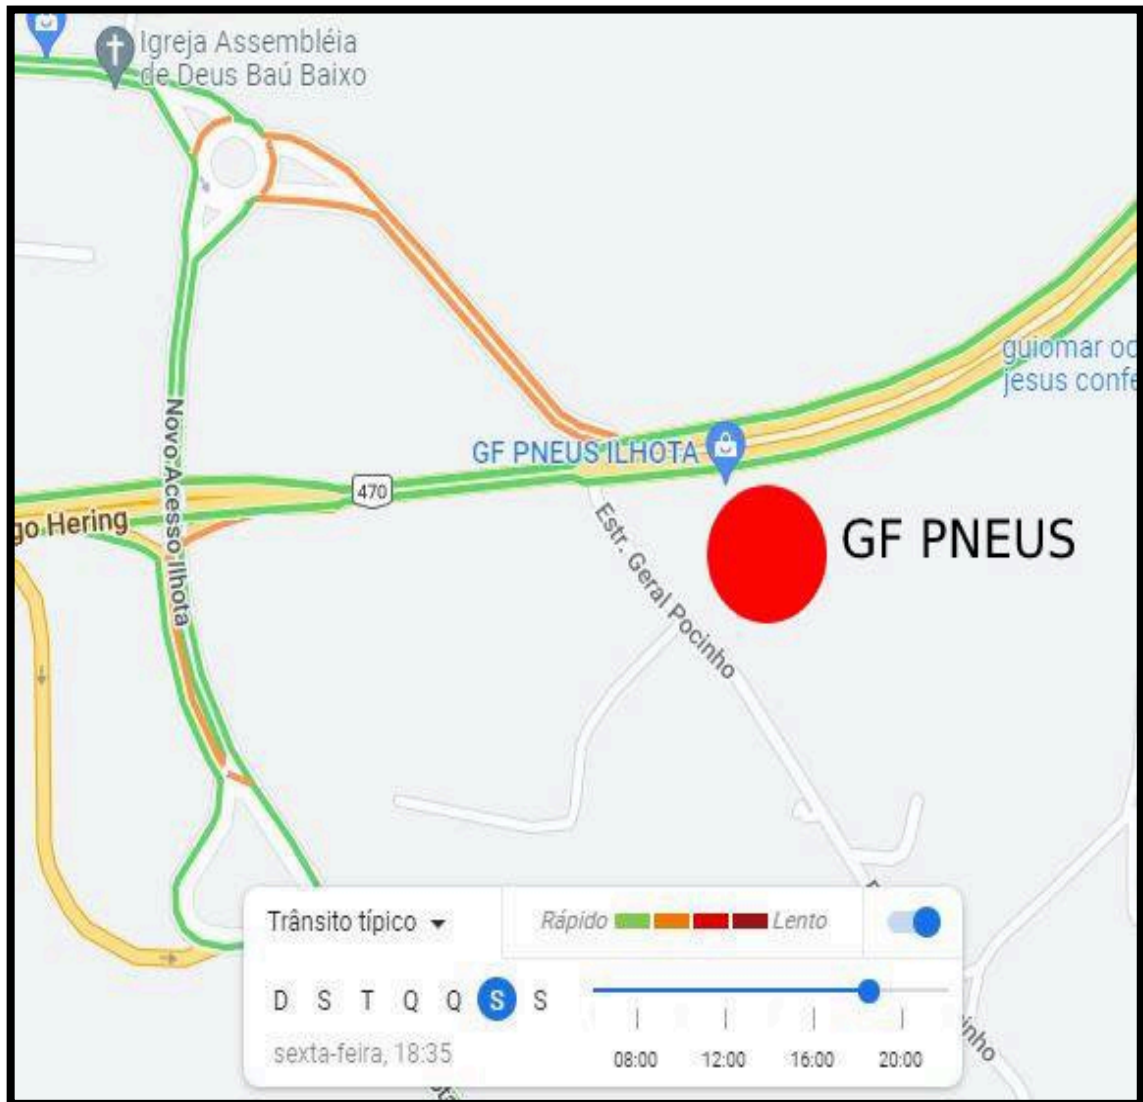 Igreja Assembléia
de Deus Baú Baixo
guiomar od
jesus confe
GF PNEUS ILHOTA
470
go Hering
Novo Acesso Ilhota
Estr. Geral Pocinho
GF PNEUS
Trânsito típico
Rápido
Lento
D S T Q Q S S
sexta-feira, 18:35
08:00 12:00 16:00 20:00
inho